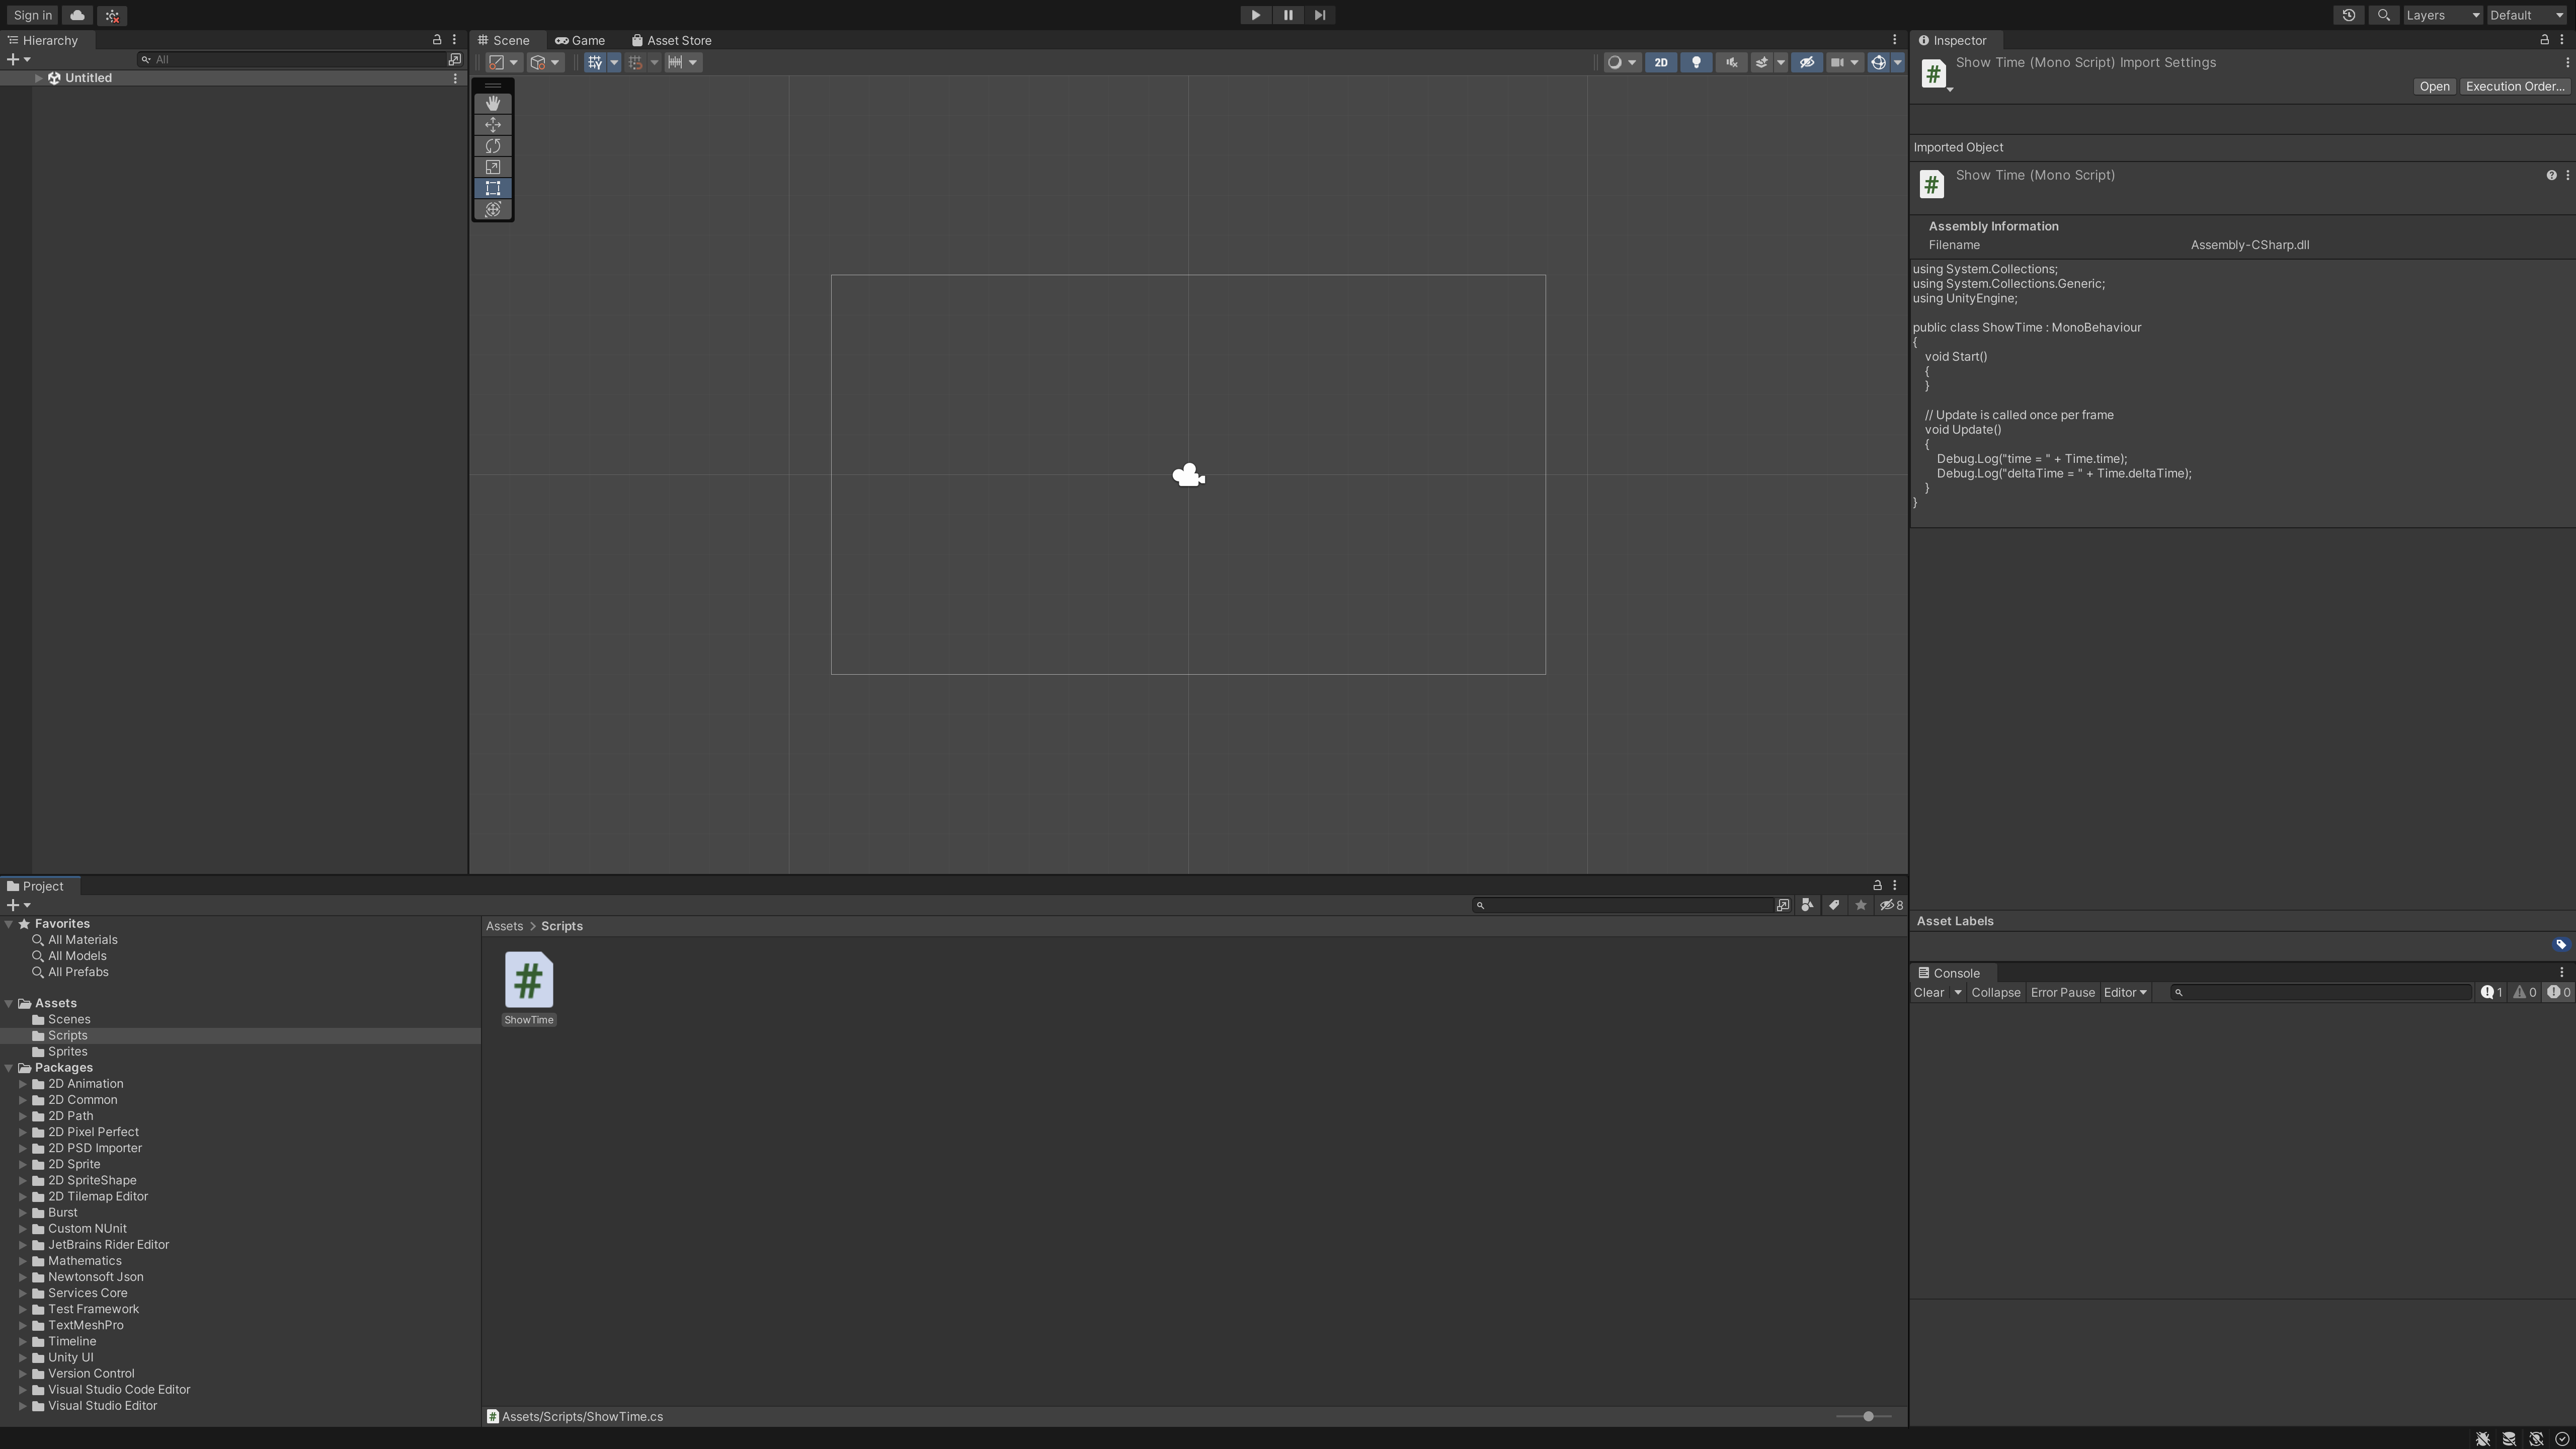 Sign in
Layers
Default
Hierarchy
All
Untitled
Scene
Game
Asset Store
2D
Inspector
Show Time (Mono Script) Import Settings
Open
Execution Order...
Imported Object
Show Time (Mono Script)
Assembly Information
Filename Assembly-CSharp.dll
using System.Collections;
using System.Collections.Generic;
using UnityEngine;
public class ShowTime : MonoBehaviour
{
void Start()
{
}
// Update is called once per frame
void Update()
{
Debug.Log("time = " + Time.time);
Debug.Log("deltaTime = " + Time.deltaTime);
}
}
Project
8
Favorites
All Materials
All Models
All Prefabs
Assets
Scenes
Scripts
Sprites
Packages
2D Animation
2D Common
2D Path
2D Pixel Perfect
2D PSD Importer
2D Sprite
2D SpriteShape
2D Tilemap Editor
Burst
Custom NUnit
JetBrains Rider Editor
Mathematics
Newtonsoft Json
Services Core
Test Framework
TextMeshPro
Timeline
Unity UI
Version Control
Visual Studio Code Editor
Visual Studio Editor
Assets > Scripts
#
ShowTime
Assets/Scripts/ShowTime.cs
Asset Labels
Console
Clear
Collapse
Error Pause
Editor
1
0
0